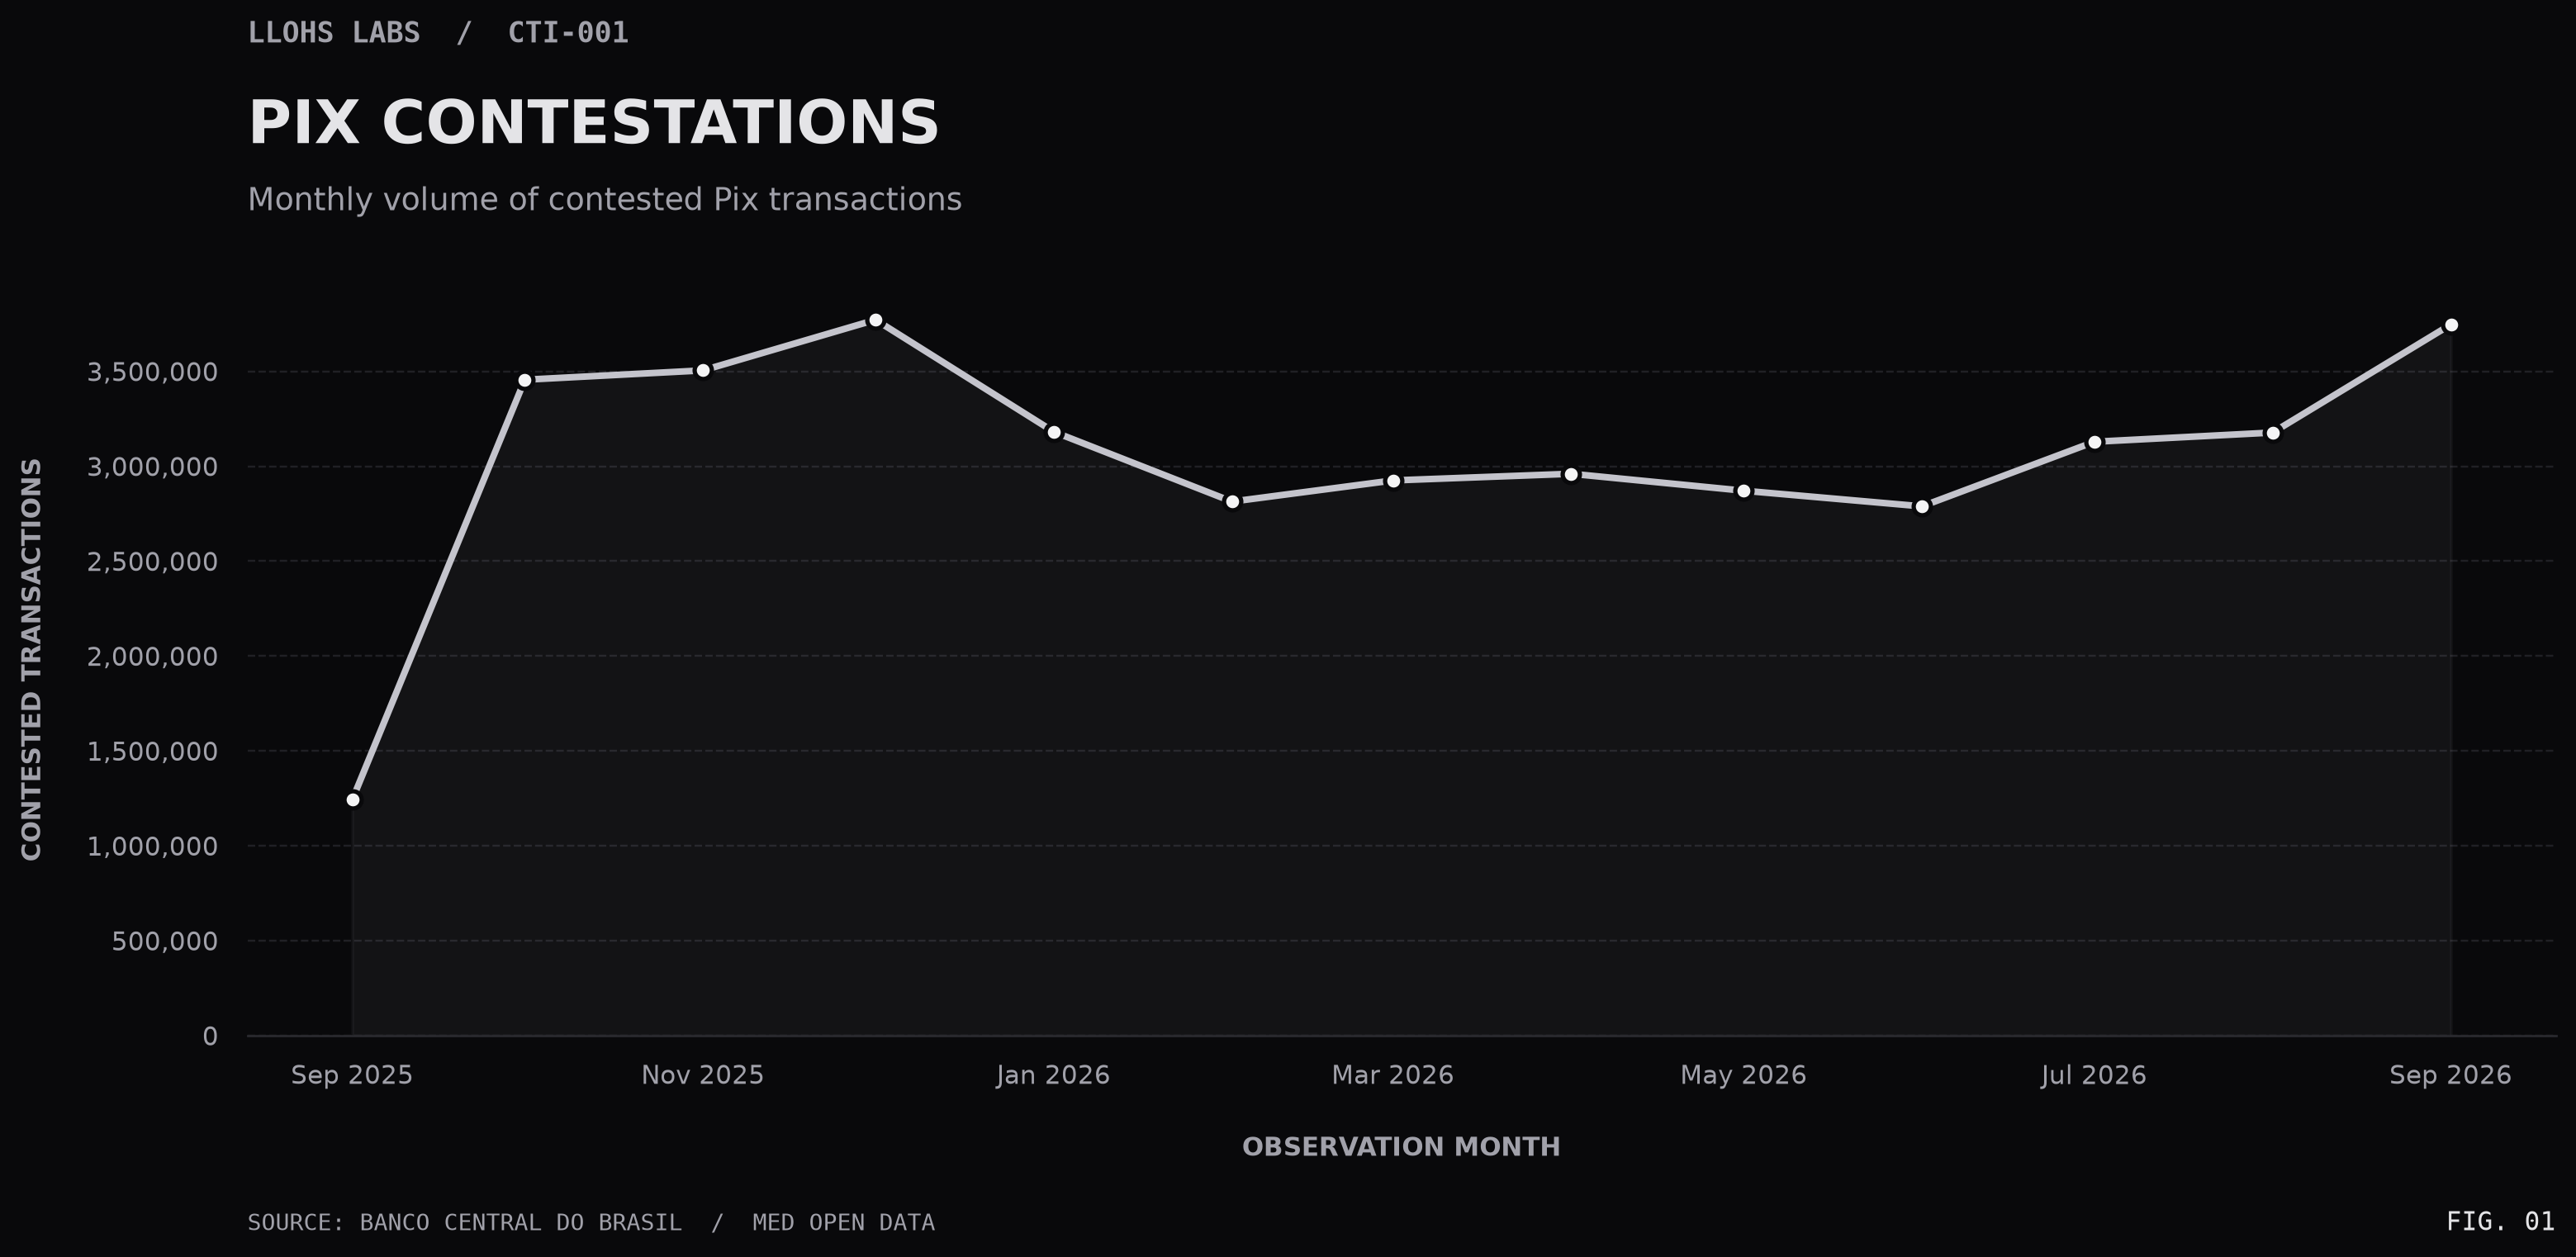 LLOHS LABS / CTI-001
PIX CONTESTATIONS
Monthly volume of contested Pix transactions
CONTESTED TRANSACTIONS
3,500,000
3,000,000
2,500,000
2,000,000
1,500,000
1,000,000
500,000
0
Sep 2025 Nov 2025 Jan 2026 Mar 2026 May 2026 Jul 2026 Sep 2026
OBSERVATION MONTH
SOURCE: BANCO CENTRAL DO BRASIL / MED OPEN DATA
FIG. 01